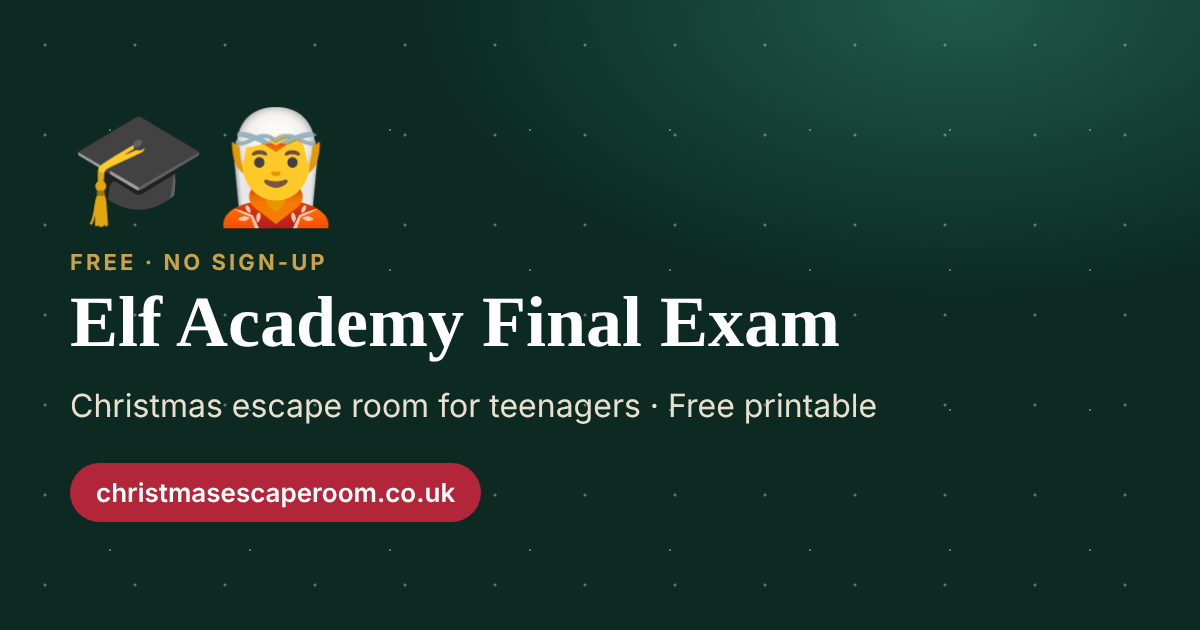 FREE · NO SIGN-UP
Elf Academy Final Exam
Christmas escape room for teenagers · Free printable
christmasescaperoom.co.uk